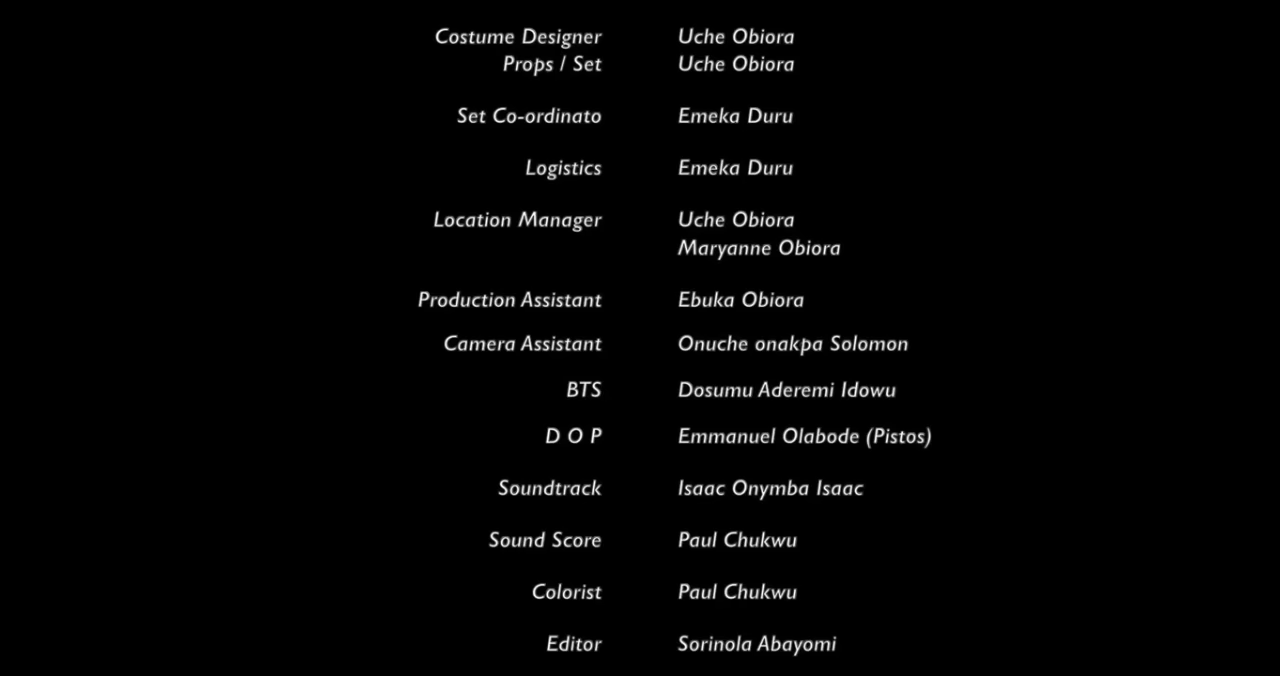 Costume Designer Uche Obiora
Props / Set Uche Obiora
Set Co-ordinato Emeka Duru
Logistics Emeka Duru
Location Manager Uche Obiora
Maryanne Obiora
Production Assistant Ebuka Obiora
Camera Assistant Onuche onakpa Solomon
BTS Dosumu Aderemi Idowu
D O P Emmanuel Olabode (Pistos)
Soundtrack Isaac Onymba Isaac
Sound Score Paul Chukwu
Colorist Paul Chukwu
Editor Sorinola Abayomi